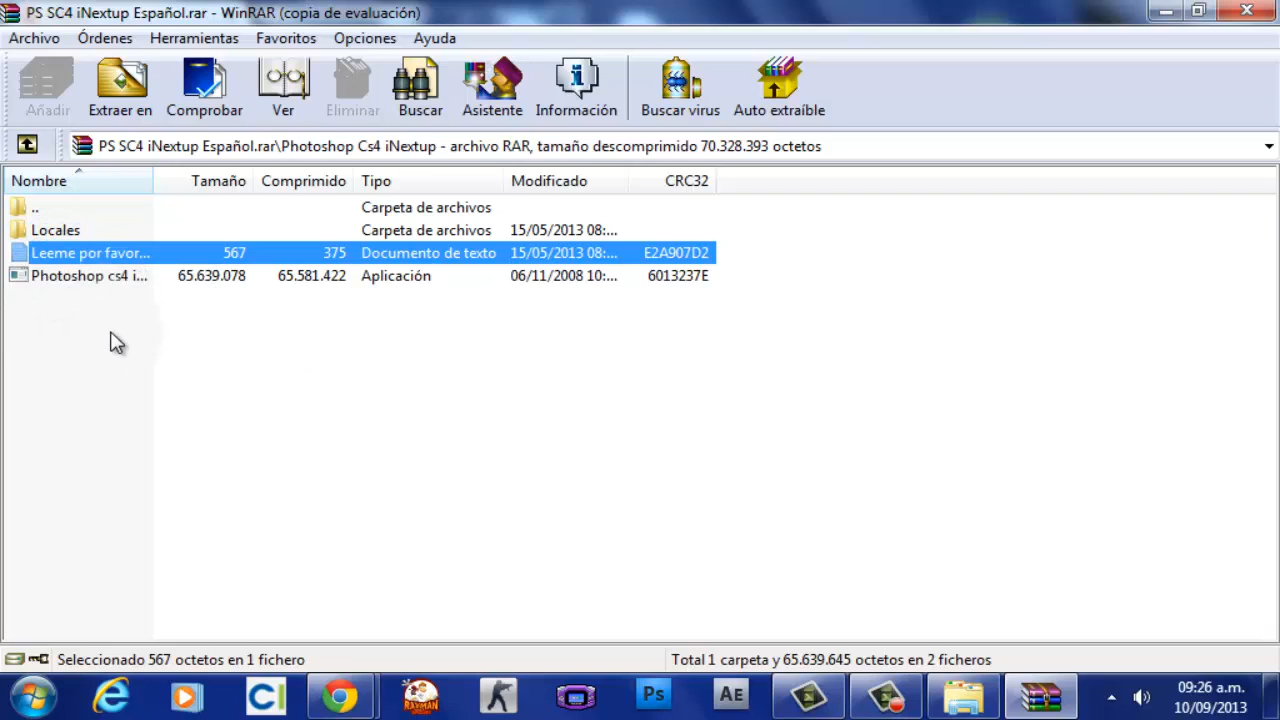 PS SC4 iNextup Español.rar - WinRAR (copia de evaluación)
Archivo Órdenes Herramientas Favoritos Opciones Ayuda
Añadir Extraer en Comprobar Ver Eliminar Buscar Asistente Información Buscar virus Auto extraíble
PS SC4 iNextup Español.rar\Photoshop Cs4 iNextup - archivo RAR, tamaño descomprimido 70.328.393 octetos
Nombre Tamaño Comprimido Tipo Modificado CRC32
.. Carpeta de archivos
Locales Carpeta de archivos 15/05/2013 08:...
Leeme por favor... 567 375 Documento de texto 15/05/2013 08:... E2A907D2
Photoshop cs4 i... 65.639.078 65.581.422 Aplicación 06/11/2008 10:... 6013237E
Seleccionado 567 octetos en 1 fichero Total 1 carpeta y 65.639.645 octetos en 2 ficheros
CI RAYMAN Ps AE 09:26 a.m.
10/09/2013